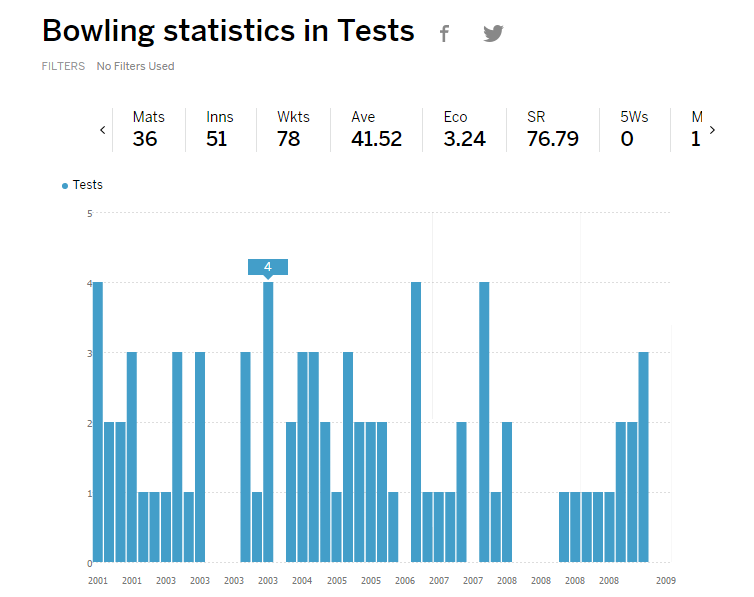 Bowling statistics in Tests
FILTERS No Filters Used
Mats Inns Wkts Ave Eco SR 5Ws M
36 51 78 41.52 3.24 76.79 0 1
Tests
5
4
4
3
2
1
0
2001 2001 2003 2003 2003 2003 2004 2005 2005 2006 2007 2007 2008 2008 2008 2008 2009